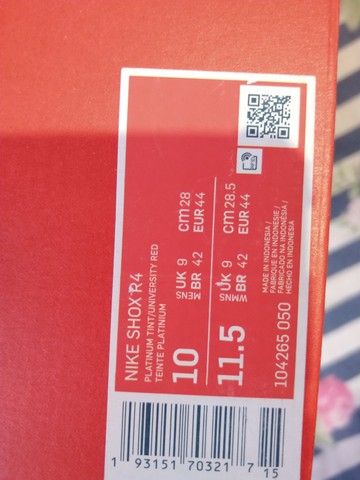 NIKE SHOX R4
PLATINUM TINT/UNIVERSITY RED
TEINTE PLATINIUM
10
MENS
UK 9
BR 42
cm 28
EUR 44
11.5
WMNS
UK 9
BR 42
cm 28.5
EUR 44
104265 050
MADE IN INDONESIA /
FABRIQUE EN INDONESIE /
FABRICADO NA INDONÉSIA /
HECHO EN INDONESIA
1 93151 70321 7
15